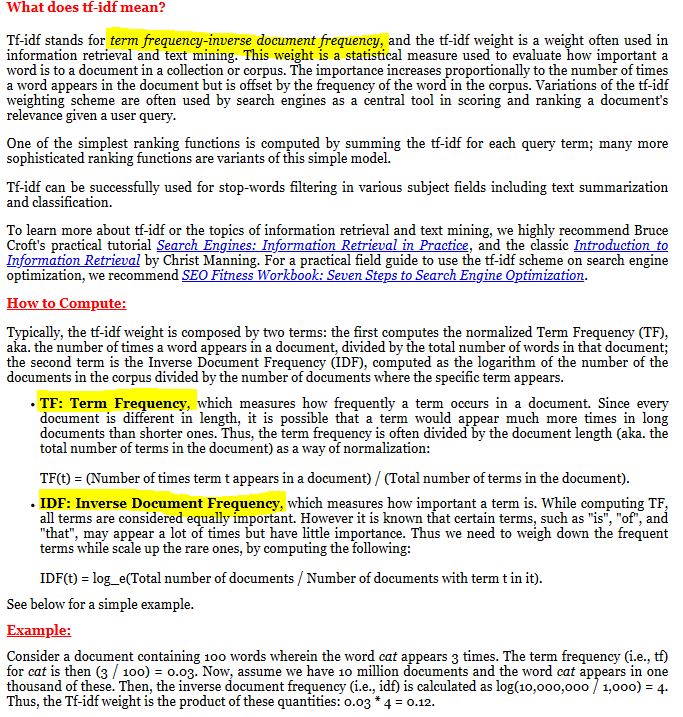 What does tf-idf mean?
Tf-idf stands for term frequency-inverse document frequency, and the tf-idf weight is a weight often used in
information retrieval and text mining. This weight is a statistical measure used to evaluate how important a
word is to a document in a collection or corpus. The importance increases proportionally to the number of times
a word appears in the document but is offset by the frequency of the word in the corpus. Variations of the tf-idf
weighting scheme are often used by search engines as a central tool in scoring and ranking a document's
relevance given a user query.
One of the simplest ranking functions is computed by summing the tf-idf for each query term; many more
sophisticated ranking functions are variants of this simple model.
Tf-idf can be successfully used for stop-words filtering in various subject fields including text summarization
and classification.
To learn more about tf-idf or the topics of information retrieval and text mining, we highly recommend Bruce
Croft's practical tutorial Search Engines: Information Retrieval in Practice, and the classic Introduction to
Information Retrieval by Christ Manning. For a practical field guide to use the tf-idf scheme on search engine
optimization, we recommend SEO Fitness Workbook: Seven Steps to Search Engine Optimization.
How to Compute:
Typically, the tf-idf weight is composed by two terms: the first computes the normalized Term Frequency (TF),
aka. the number of times a word appears in a document, divided by the total number of words in that document;
the second term is the Inverse Document Frequency (IDF), computed as the logarithm of the number of the
documents in the corpus divided by the number of documents where the specific term appears.
• TF: Term Frequency, which measures how frequently a term occurs in a document. Since every
document is different in length, it is possible that a term would appear much more times in long
documents than shorter ones. Thus, the term frequency is often divided by the document length (aka. the
total number of terms in the document) as a way of normalization:
TF(t) = (Number of times term t appears in a document) / (Total number of terms in the document).
• IDF: Inverse Document Frequency, which measures how important a term is. While computing TF,
all terms are considered equally important. However it is known that certain terms, such as "is", "of", and
"that", may appear a lot of times but have little importance. Thus we need to weigh down the frequent
terms while scale up the rare ones, by computing the following:
IDF(t) = log_e(Total number of documents / Number of documents with term t in it).
See below for a simple example.
Example:
Consider a document containing 100 words wherein the word cat appears 3 times. The term frequency (i.e., tf)
for cat is then (3 / 100) = 0.03. Now, assume we have 10 million documents and the word cat appears in one
thousand of these. Then, the inverse document frequency (i.e., idf) is calculated as log(10,000,000 / 1,000) = 4.
Thus, the Tf-idf weight is the product of these quantities: 0.03 * 4 = 0.12.